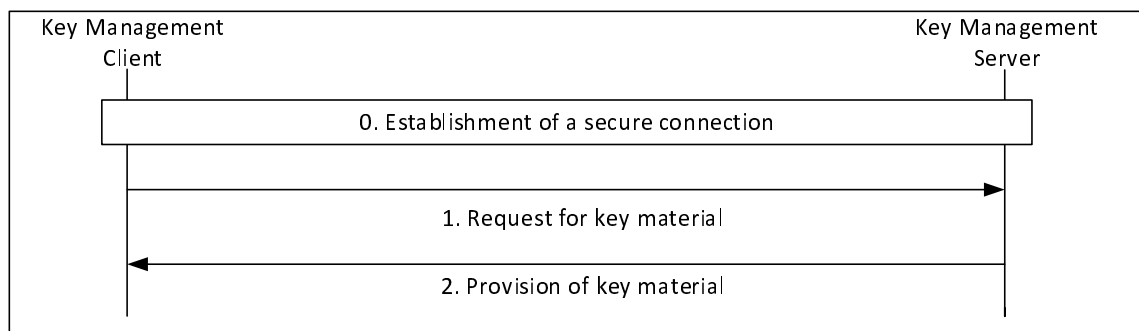 Key Management
Client
Key Management
Server
0. Establishment of a secure connection
1. Request for key material
2. Provision of key material